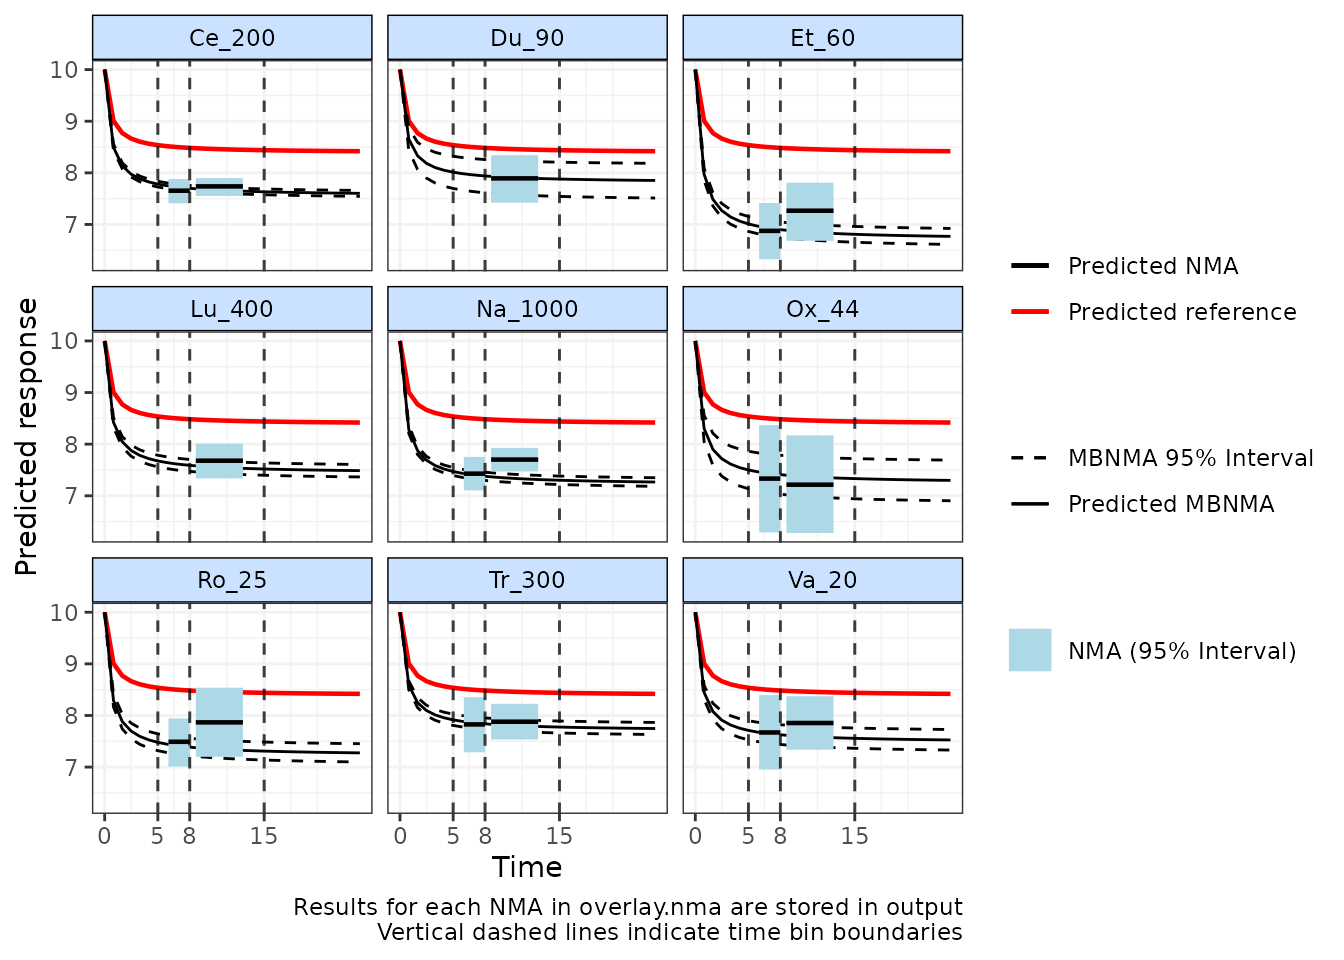 Ce_200
Du_90
Et_60
10
9
8
7
Lu_400
Na_1000
Ox_44
10
9
8
7
Ro_25
Tr_300
Va_20
10
9
8
7
0 5 8 15
0 5 8 15
0 5 8 15
Predicted response
Time
Predicted NMA
Predicted reference
MBNMA 95% Interval
Predicted MBNMA
NMA (95% Interval)
Results for each NMA in overlay.nma are stored in output
Vertical dashed lines indicate time bin boundaries